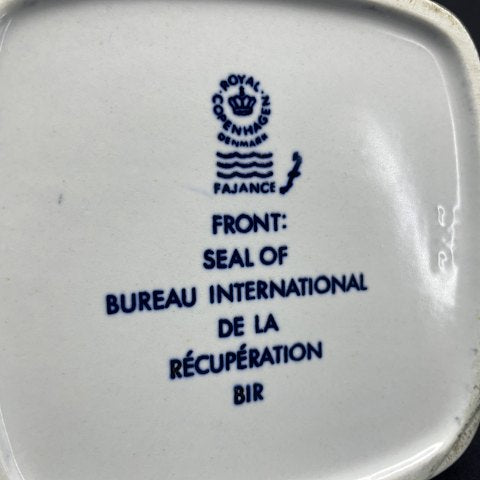 ROYAL
COPENHAGEN
DENMARK
FAJANCE
FRONT:
SEAL OF
BUREAU INTERNATIONAL
DE LA
RÉCUPÉRATION
BIR